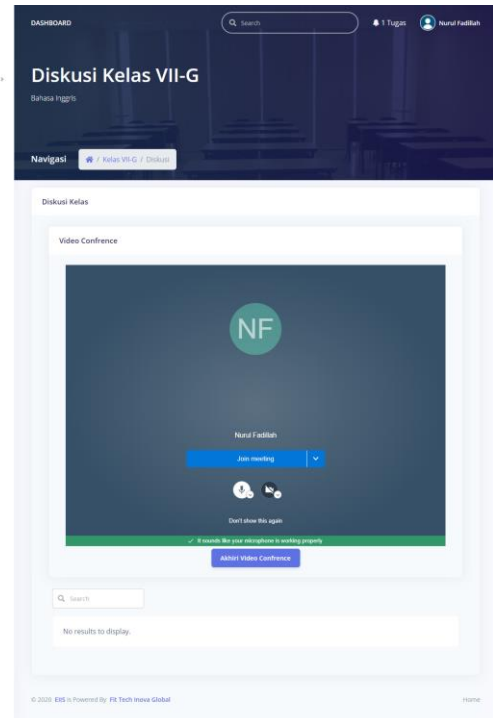 DASHBOARD
Search
1 Tugas
Nurul Fadillah
Diskusi Kelas VII-G
Bahasa Inggris
Navigasi
/ Kelas VII-G / Diskusi
Diskusi Kelas
Video Confrence
NF
Nurul Fadillah
Join meeting
Don't show this again
It sounds like your microphone is working properly
Akhiri Video Confrence
Search
No results to display.
© 2020 EIIS is Powered By Fit Tech Inova Global
Home